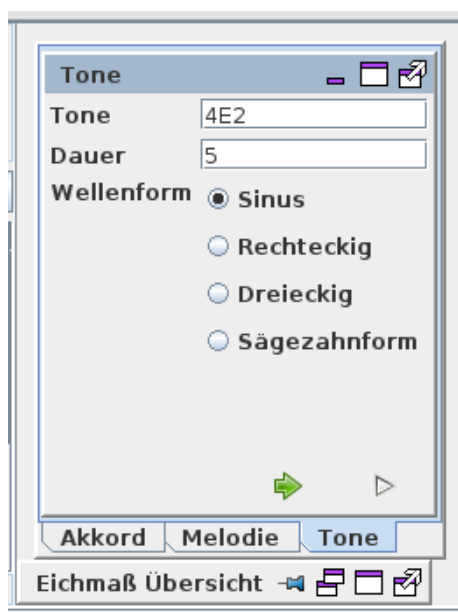 Tone
Tone 4E2
Dauer 5
Wellenform Sinus
Rechteckig
Dreieckig
Sägezahnform
Akkord Melodie Tone
Eichmaß Übersicht